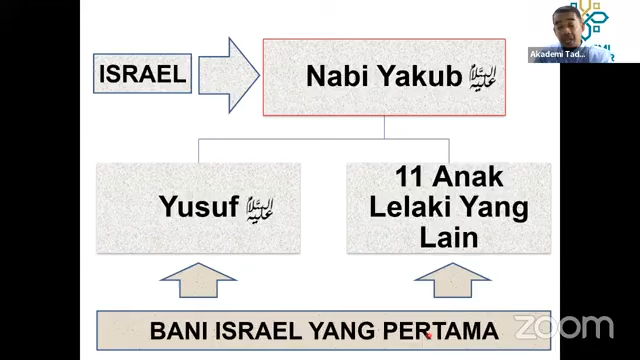 ISRAEL
Nabi Yakub عليه السلام
Akademi Tad...
Yusuf عليه السلام
11 Anak
Lelaki Yang
Lain
BANI ISRAEL YANG PERTAMA
zoom